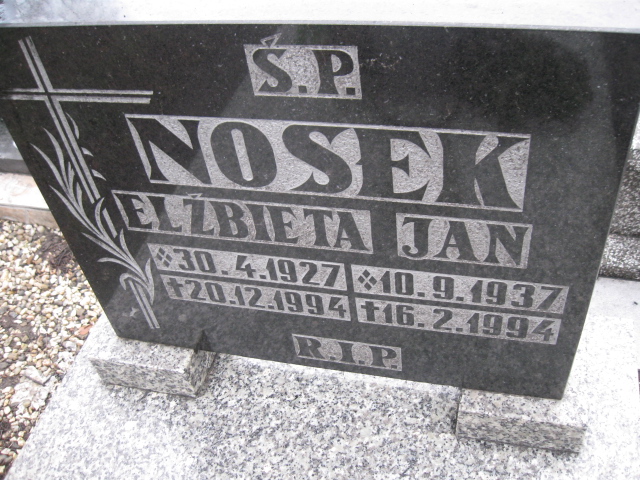 Ś.P.
NOSEK
ELŻBIETA JAN
30.4.1927 10.9.1937
†20.12.1994 †16.2.1994
R.I.P.